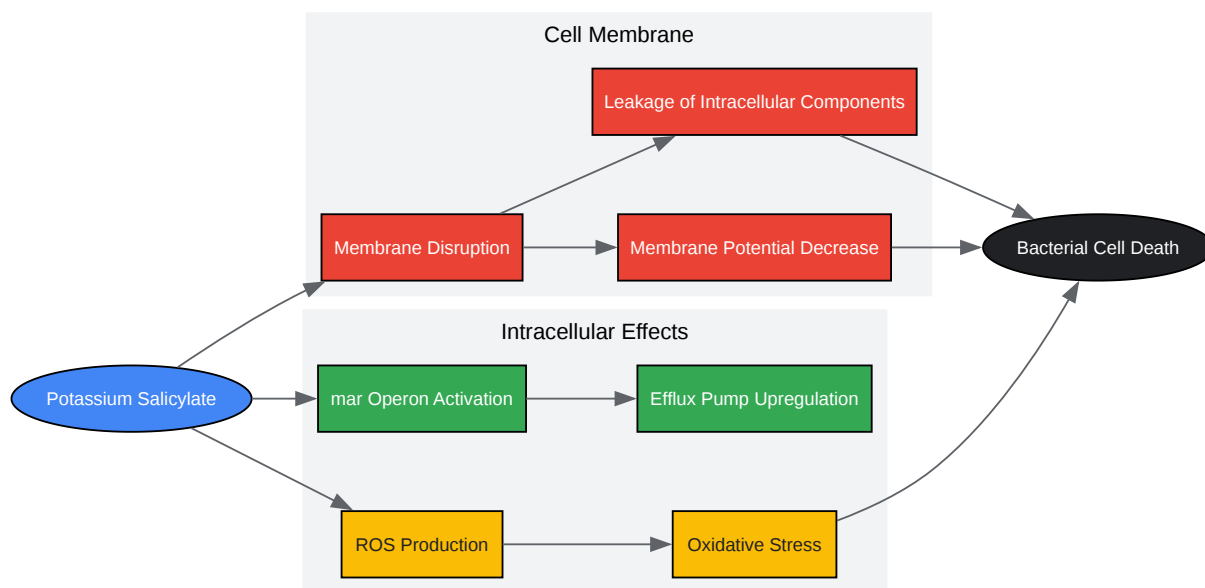 Cell Membrane
Leakage of Intracellular Components
Membrane Disruption
Membrane Potential Decrease
Bacterial Cell Death
Intracellular Effects
Potassium Salicylate
mar Operon Activation
Efflux Pump Upregulation
ROS Production
Oxidative Stress